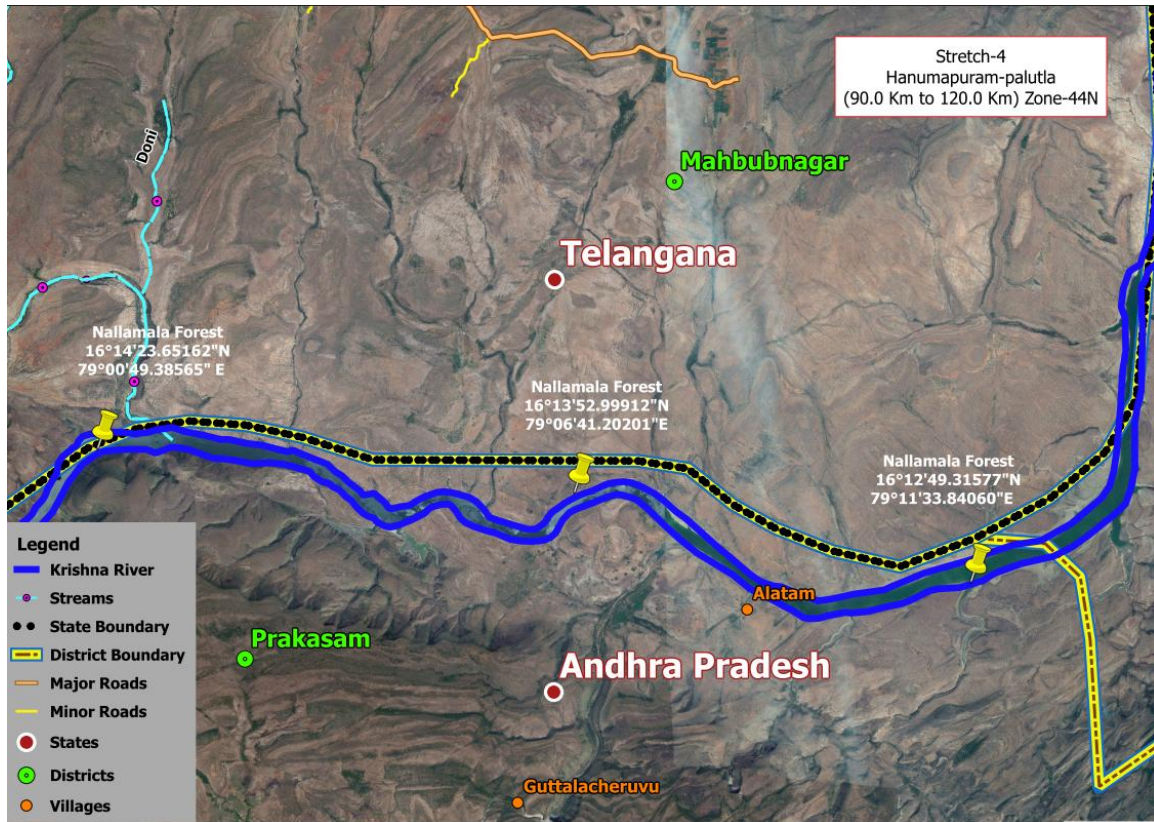 Stretch-4
Hanumapuram-palutla
(90.0 Km to 120.0 Km) Zone-44N
Doni
Mahbubnagar
Telangana
Nallamala Forest
16°14'23.65162"N
79°00'49.38565" E
Nallamala Forest
16°13'52.99912"N
79°06'41.20201"E
Nallamala Forest
16°12'49.31577"N
79°11'33.84060"E
Alatam
Prakasam
Andhra Pradesh
Guttalacheruvu
Legend
Krishna River
Streams
State Boundary
District Boundary
Major Roads
Minor Roads
States
Districts
Villages